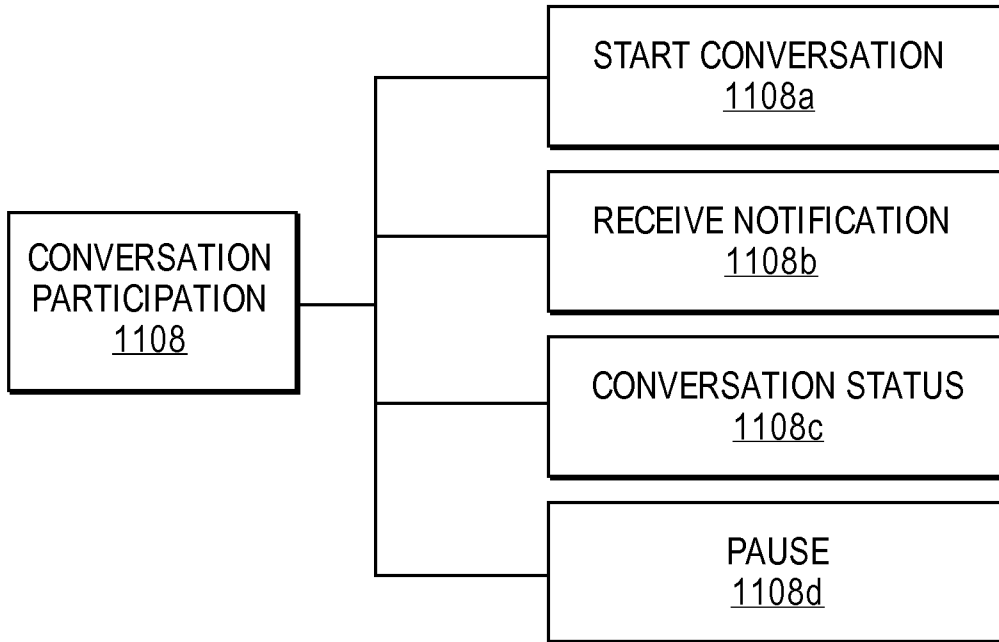 CONVERSATION
PARTICIPATION
1108
START CONVERSATION
1108a
RECEIVE NOTIFICATION
1108b
CONVERSATION STATUS
1108c
PAUSE
1108d